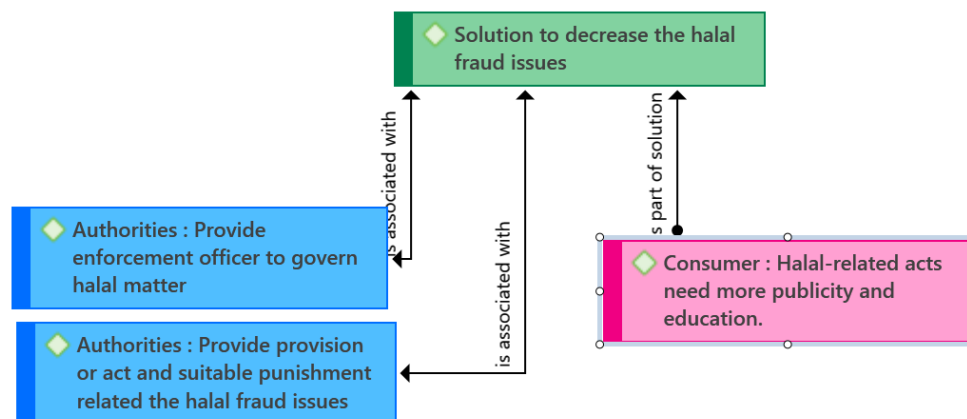 Solution to decrease the halal
fraud issues
is associated with
is associated with
s part of solution
Authorities : Provide
enforcement officer to govern
halal matter
Consumer : Halal-related acts
need more publicity and
education.
Authorities : Provide provision
or act and suitable punishment
related the halal fraud issues